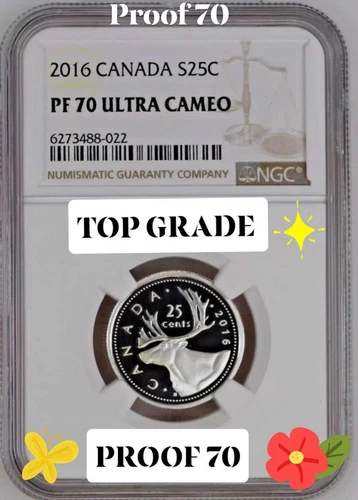 Proof 70
2016 CANADA S25C
PF 70 ULTRA CAMEO
6273488-022
NUMISMATIC GUARANTY COMPANY
NGC
TOP GRADE
CANADA
25
cents
2016
PROOF 70